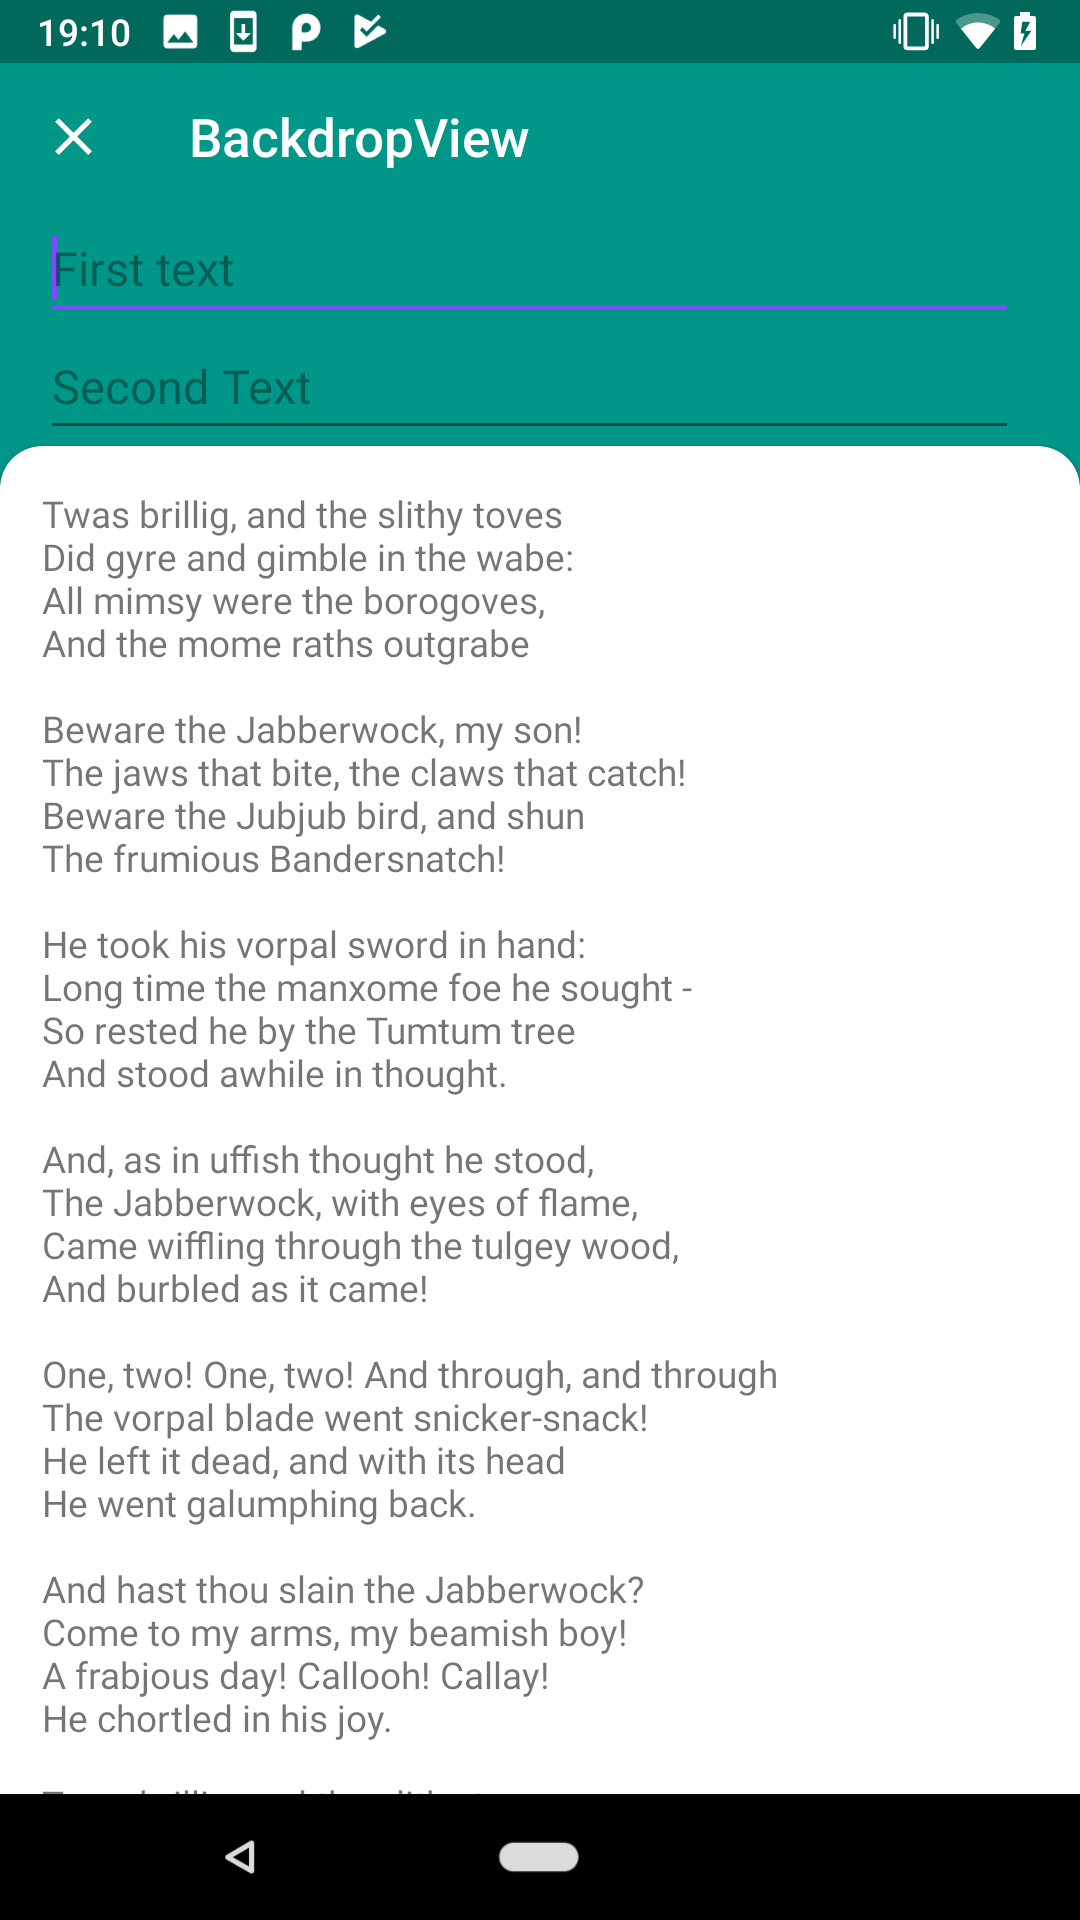 19:10
BackdropView
First text
Second Text
Twas brillig, and the slithy toves
Did gyre and gimble in the wabe:
All mimsy were the borogoves,
And the mome raths outgrabe
Beware the Jabberwock, my son!
The jaws that bite, the claws that catch!
Beware the Jubjub bird, and shun
The frumious Bandersnatch!
He took his vorpal sword in hand:
Long time the manxome foe he sought -
So rested he by the Tumtum tree
And stood awhile in thought.
And, as in uffish thought he stood,
The Jabberwock, with eyes of flame,
Came wiffling through the tulgey wood,
And burbled as it came!
One, two! One, two! And through, and through
The vorpal blade went snicker-snack!
He left it dead, and with its head
He went galumphing back.
And hast thou slain the Jabberwock?
Come to my arms, my beamish boy!
A frabjous day! Callooh! Callay!
He chortled in his joy.